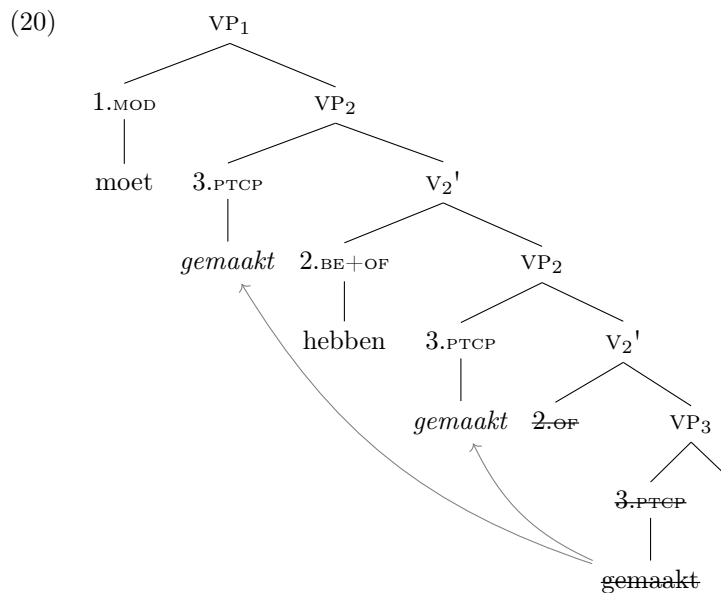 (20)
VP₁
1.MOD VP₂
moet 3.PTCP V₂'
gemaakt 2.BE+OF VP₂
hebben 3.PTCP V₂'
gemaakt 2.OF VP₃
3.PTCP
gemaakt